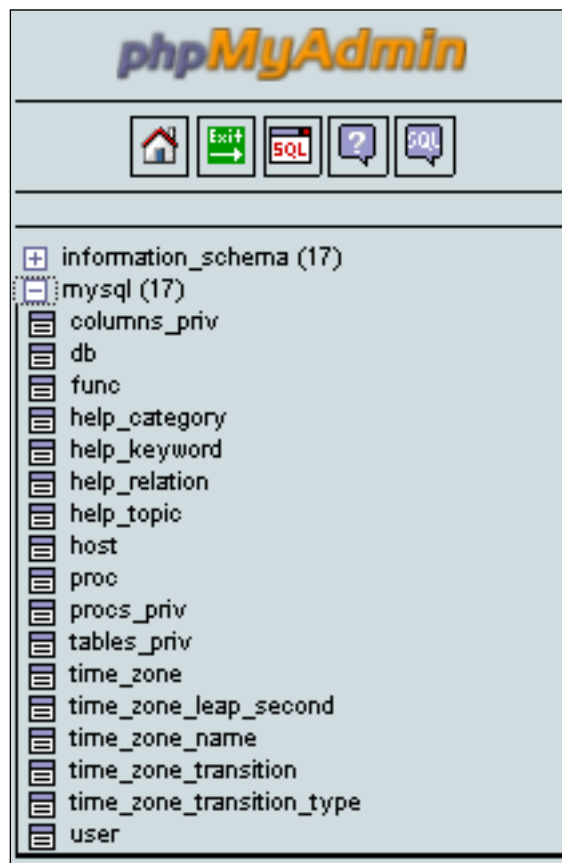 phpMyAdmin
Exit SQL ? SQL
information_schema (17)
mysql (17)
columns_priv
db
func
help_category
help_keyword
help_relation
help_topic
host
proc
procs_priv
tables_priv
time_zone
time_zone_leap_second
time_zone_name
time_zone_transition
time_zone_transition_type
user